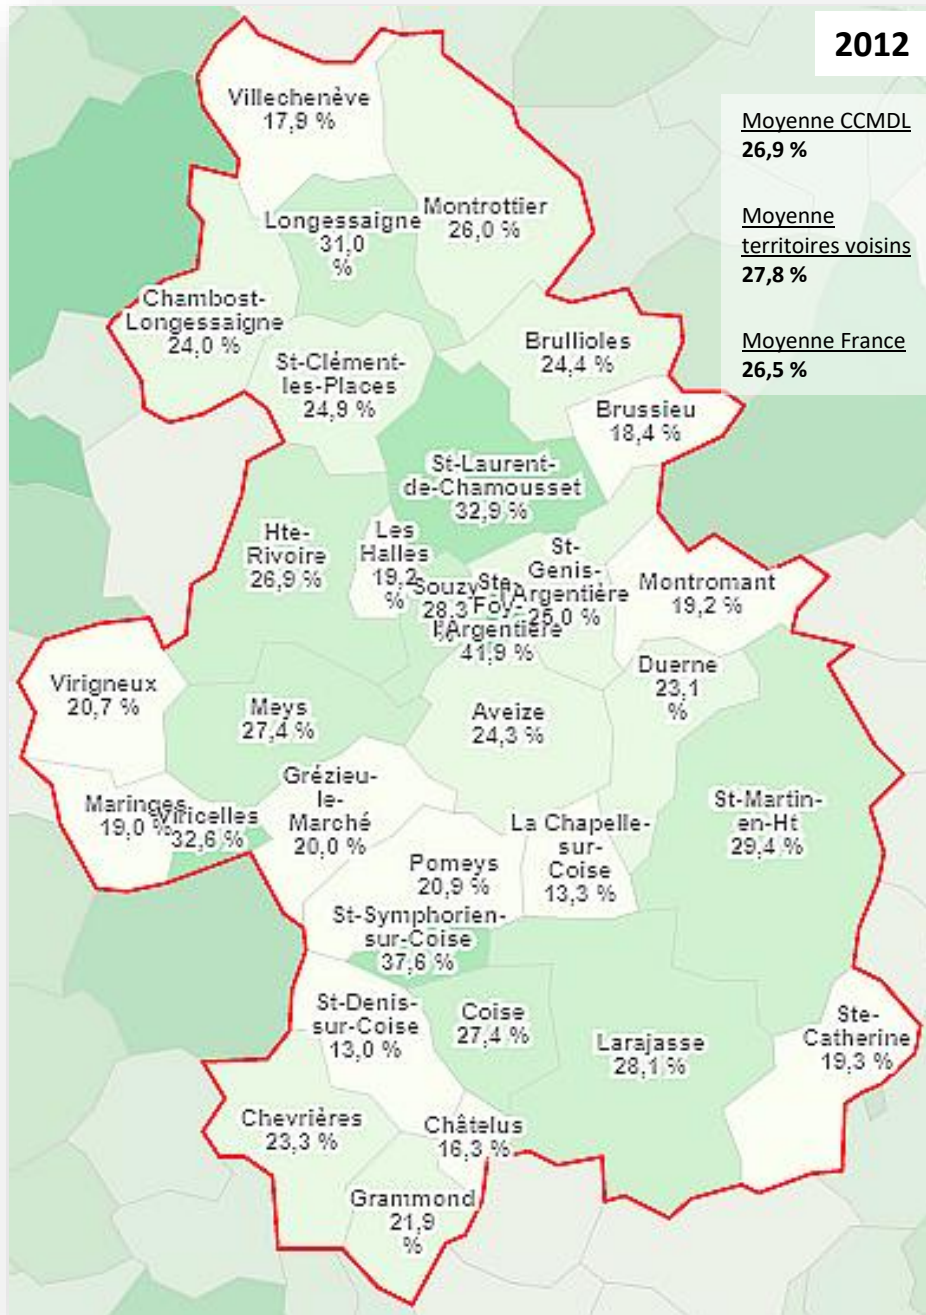 2012
Moyenne CCMDL
26,9 %
Moyenne
territoires voisins
27,8 %
Moyenne France
26,5 %
Villechenève
17,9 %
Longessaigne
31,0
%
Montrottier
26,0 %
Chambost-
Longessaigne
24,0 %
St-Clément-
les-Places
24,9 %
Brullioles
24,4 %
Brussieu
18,4 %
St-Laurent-
de-Chamousset
32,9 %
Hte-
Rivoire
26,9 %
Les
Halles
19,2
%
Souzy
28,3
%
Ste-
Foy-
l'Argentière
41,9 %
St-
Genis-
l'Argentière
25,0 %
Montromant
19,2 %
Duerne
23,1
%
Virigneux
20,7 %
Meys
27,4 %
Aveize
24,3 %
Maringes
19,0 %
Viricelles
32,6 %
Grézieu-
le-
Marché
20,0 %
Pomeys
20,9 %
La Chapelle-
sur-
Coise
13,3 %
St-Martin-
en-Ht
29,4 %
St-Symphorien-
sur-Coise
37,6 %
St-Denis-
sur-Coise
13,0 %
Coise
27,4 %
Larajasse
28,1 %
Ste-
Catherine
19,3 %
Chevrières
23,3 %
Châtelus
16,3 %
Grammond
21,9
%